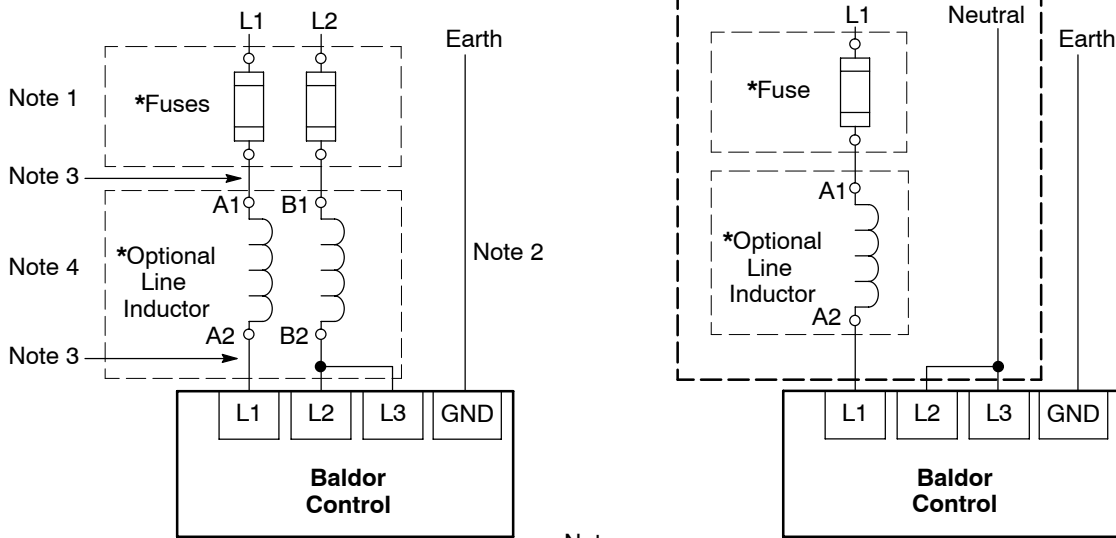 L1 L2
Earth
Note 1
*Fuses
Note 3
A1 B1
Note 4
*Optional
Line
Inductor
Note 2
A2 B2
Note 3
L1 L2 L3 GND
Baldor
Control
L1 Neutral
Earth
*Fuse
A1
*Optional
Line
Inductor
A2
L1 L2 L3 GND
Baldor
Control